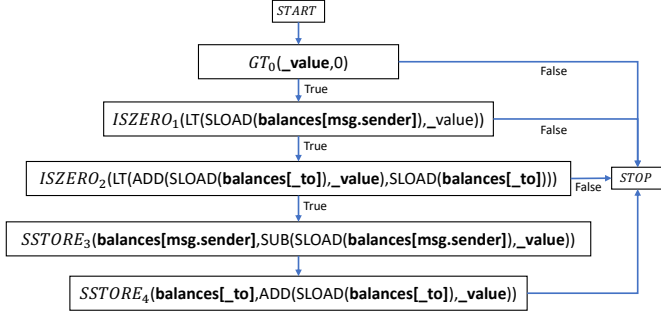 START
GT₀(_value,0)
False
True
ISZERO₁(LT(SLOAD(balances[msg.sender]),_value))
False
True
ISZERO₂(LT(ADD(SLOAD(balances[_to]),_value),SLOAD(balances[_to])))
False
STOP
True
SSTORE₃(balances[msg.sender],SUB(SLOAD(balances[msg.sender]),_value))
SSTORE₄(balances[_to],ADD(SLOAD(balances[_to]),_value))